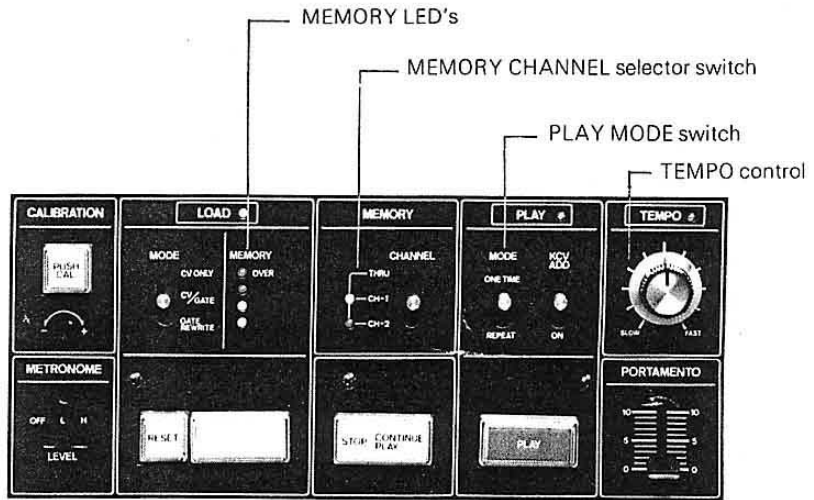 MEMORY LED's
MEMORY CHANNEL selector switch
PLAY MODE switch
TEMPO control
CALIBRATION
LOAD
MEMORY
PLAY
TEMPO
PUSH
CAL
- +
MODE
CV ONLY
CV/GATE
GATE
REWRITE
MEMORY
OVER
CHANNEL
THRU
CH-1
CH-2
MODE
ONE TIME
REPEAT
KCV
ADD
ON
SLOW
FAST
METRONOME
OFF L H
LEVEL
RESET
STOP CONTINUE
PLAY
PLAY
PORTAMENTO
10 10
5 5
0 0